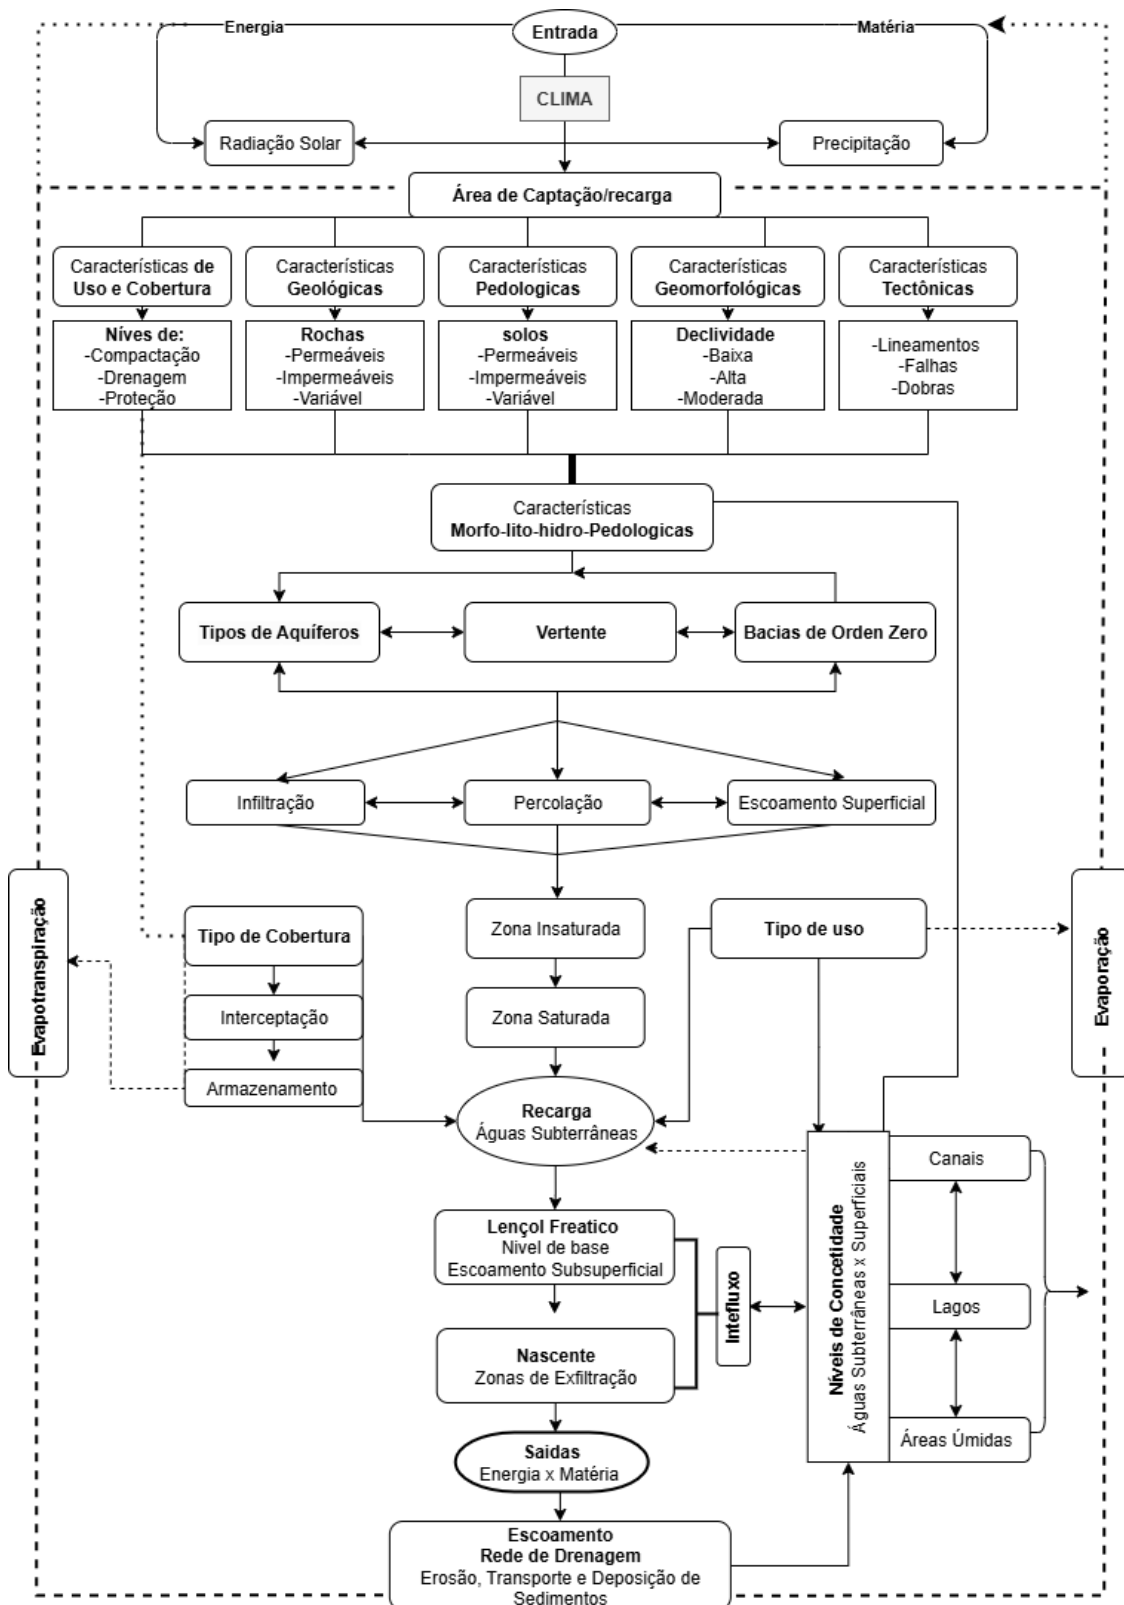 Energia
Entrada
Matéria
CLIMA
Radiação Solar
Precipitação
Área de Captação/recarga
Características de
Uso e Cobertura
Características
Geológicas
Características
Pedologicas
Características
Geomorfológicas
Características
Tectônicas
Níves de:
-Compactação
-Drenagem
-Proteção
Rochas
-Permeáveis
-Impermeáveis
-Variável
solos
-Permeáveis
-Impermeáveis
-Variável
Declividade
-Baixa
-Alta
-Moderada
-Lineamentos
-Falhas
-Dobras
Características
Morfo-lito-hidro-Pedologicas
Tipos de Aquíferos
Vertente
Bacias de Orden Zero
Infiltração
Percolação
Escoamento Superficial
Evapotranspiração
Tipo de Cobertura
Interceptação
Armazenamento
Zona Insaturada
Zona Saturada
Tipo de uso
Evaporação
Recarga
Águas Subterrâneas
Lençol Freatico
Nivel de base
Escoamento Subsuperficial
Nascente
Zonas de Exfiltração
Intefluxo
Níveis de Concetidade
Águas Subterrâneas x Superficiais
Canais
Lagos
Áreas Úmidas
Saidas
Energia x Matéria
Escoamento
Rede de Drenagem
Erosão, Transporte e Deposição de
Sedimentos